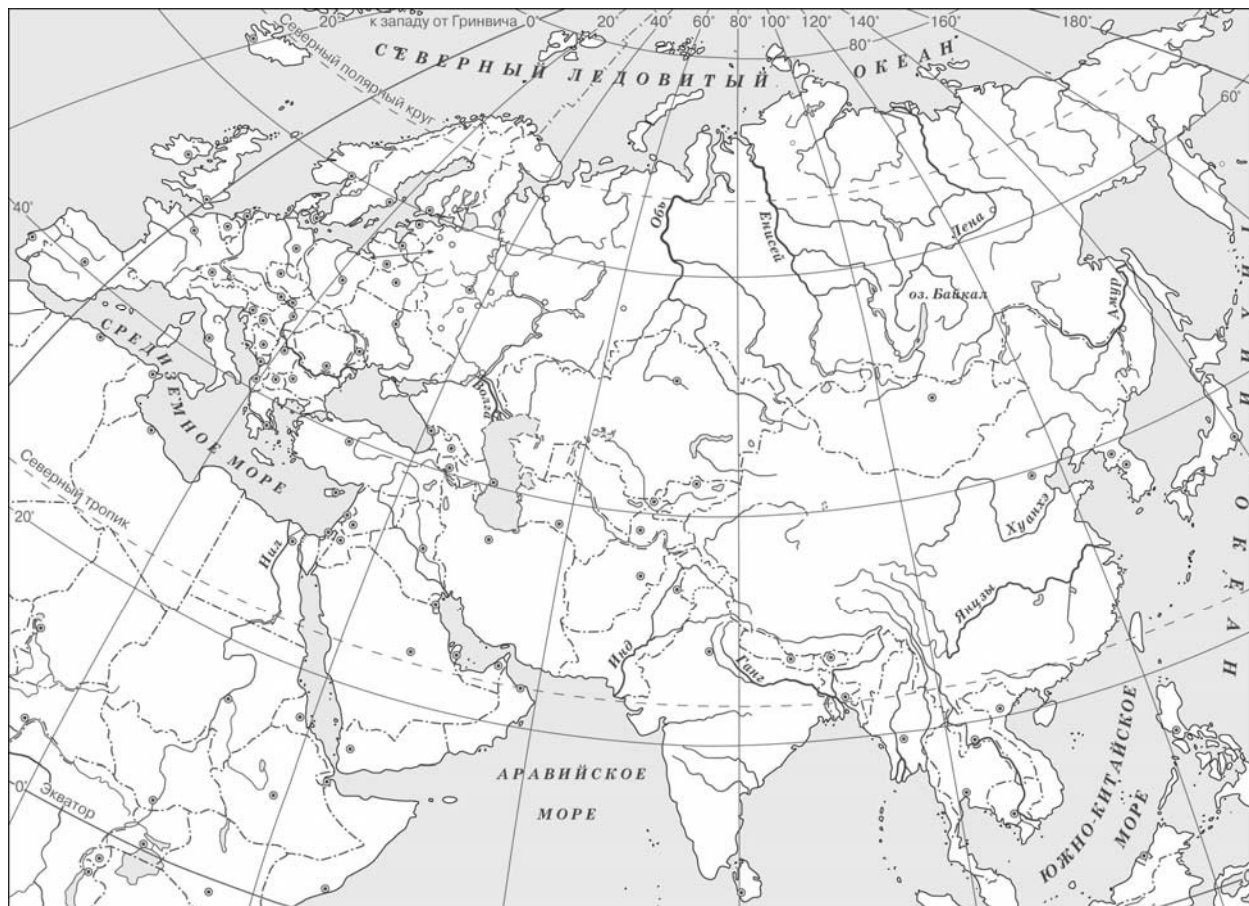 20° к западу от Гринвича 0° 20° 40° 60° 80° 100° 120° 140° 160° 180°
СЕВЕРНЫЙ ЛЕДОВИТЫЙ ОКЕАН
80°
60°
Северный полярный круг
40°
СРЕДИЗЕМНОЕ МОРЕ
Обь
Енисей
Лена
оз. Байкал
Амур
Волга
ТИХИЙ ОКЕАН
Северный тропик
20°
Нил
Хуанхэ
Янцзы
Инд
Ганг
АРАВИЙСКОЕ
МОРЕ
ЮЖНО-КИТАЙСКОЕ
МОРЕ
0°
Экватор